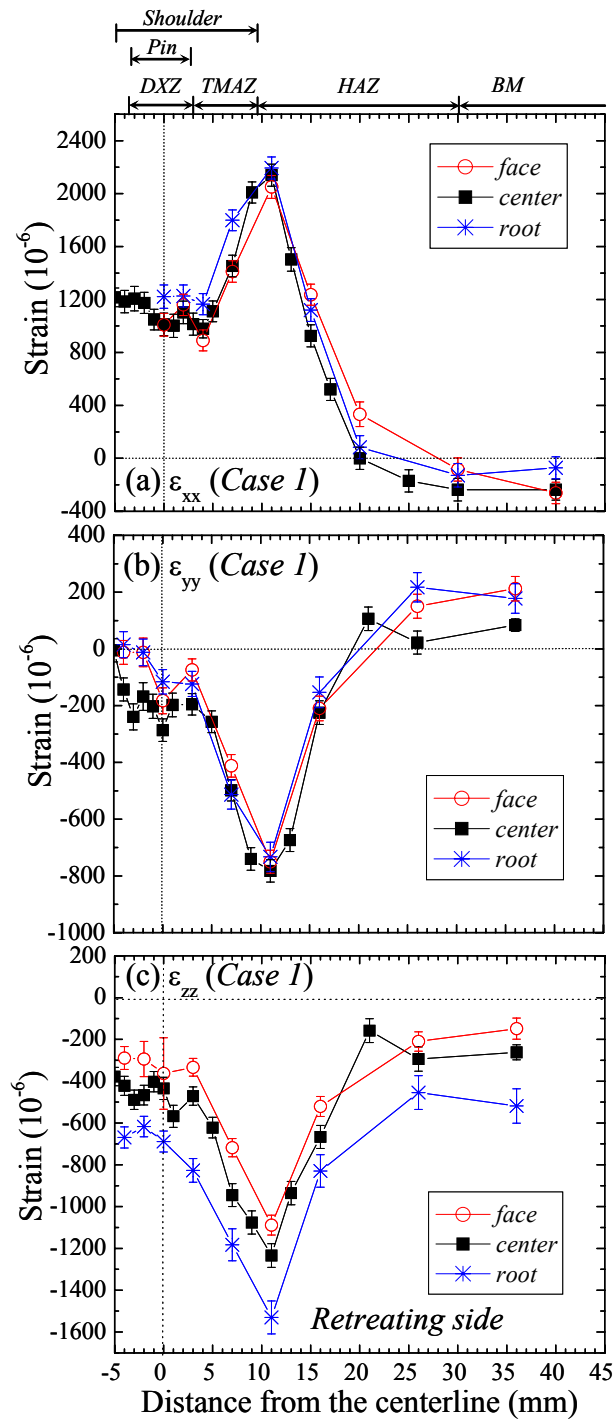 Shoulder
Pin
DXZ TMAZ HAZ BM
2400
2000
1600
1200
800
400
0
-400
Strain (10⁻⁶)
face
center
root
(a) εxx (Case 1)
400
200
0
-200
-400
-600
-800
-1000
Strain (10⁻⁶)
(b) εyy (Case 1)
face
center
root
200
0
-200
-400
-600
-800
-1000
-1200
-1400
-1600
Strain (10⁻⁶)
(c) εzz (Case 1)
face
center
root
Retreating side
-5 0 5 10 15 20 25 30 35 40 45
Distance from the centerline (mm)